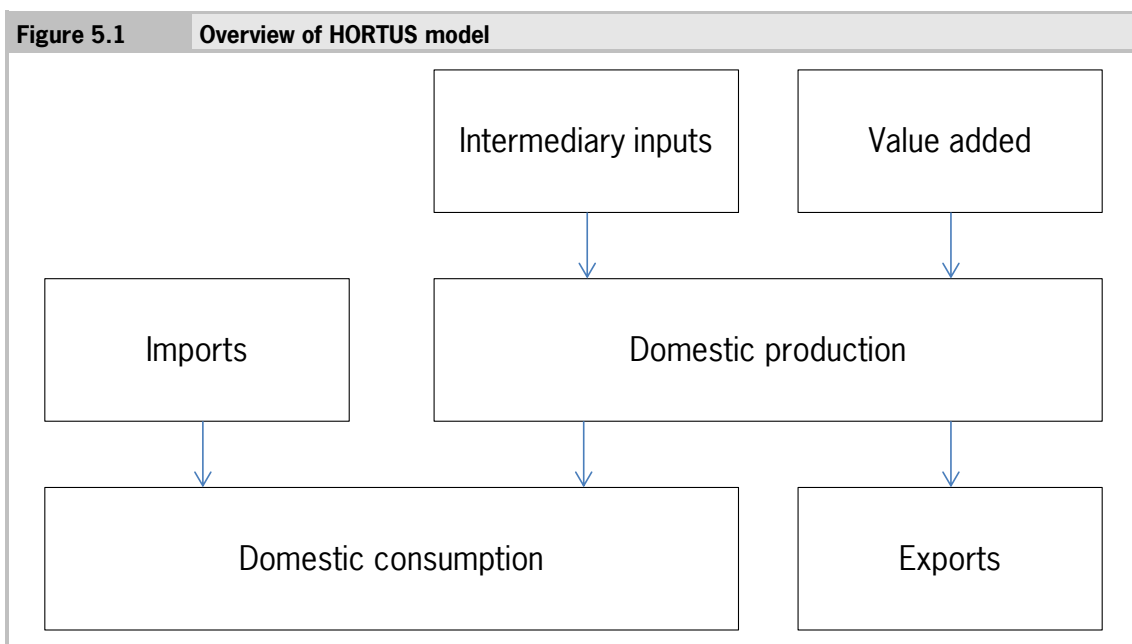 Figure 5.1 Overview of HORTUS model
Intermediary inputs
Value added
Imports
Domestic production
Domestic consumption
Exports